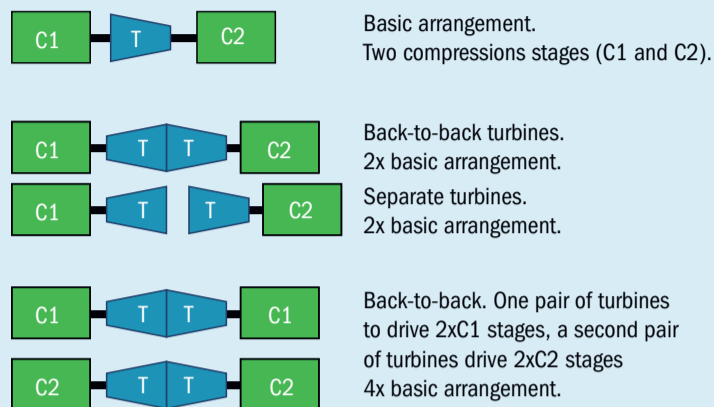 C1 T C2
Basic arrangement.
Two compressions stages (C1 and C2).
C1 T T C2
Back-to-back turbines.
2x basic arrangement.
C1 T T C2
Separate turbines.
2x basic arrangement.
C1 T T C1
C2 T T C2
Back-to-back. One pair of turbines
to drive 2xC1 stages, a second pair
of turbines drive 2xC2 stages
4x basic arrangement.